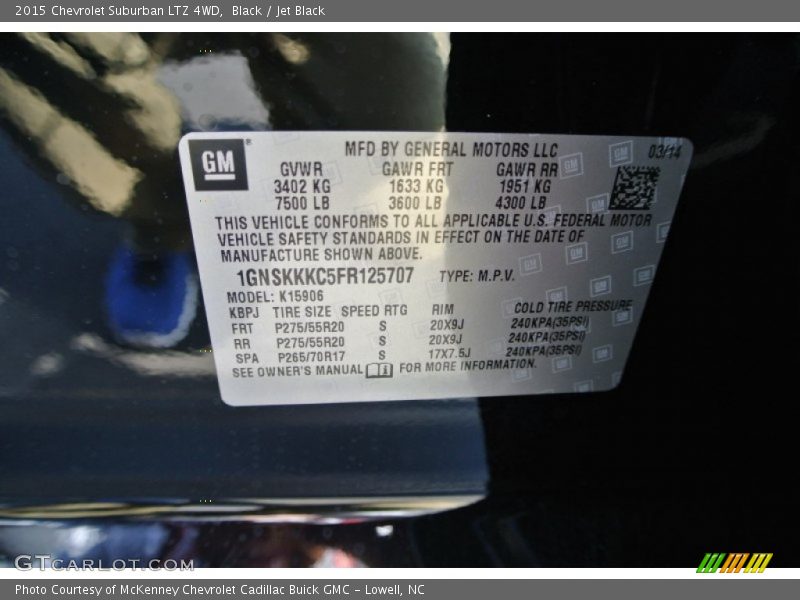 2015 Chevrolet Suburban LTZ 4WD, Black / Jet Black
GM
MFD BY GENERAL MOTORS LLC 03/14
GVWR GAWR FRT GAWR RR
3402 KG 1633 KG 1951 KG
7500 LB 3600 LB 4300 LB
THIS VEHICLE CONFORMS TO ALL APPLICABLE U.S. FEDERAL MOTOR
VEHICLE SAFETY STANDARDS IN EFFECT ON THE DATE OF
MANUFACTURE SHOWN ABOVE.
1GNSKKKC5FR125707 TYPE: M.P.V.
MODEL: K15906
KBPJ TIRE SIZE SPEED RTG RIM COLD TIRE PRESSURE
FRT P275/55R20 S 20X9J 240KPA(35PSI)
RR P275/55R20 S 20X9J 240KPA(35PSI)
SPA P265/70R17 S 17X7.5J 240KPA(35PSI)
SEE OWNER'S MANUAL FOR MORE INFORMATION.
GTCARLOT.COM
Photo Courtesy of McKenney Chevrolet Cadillac Buick GMC - Lowell, NC